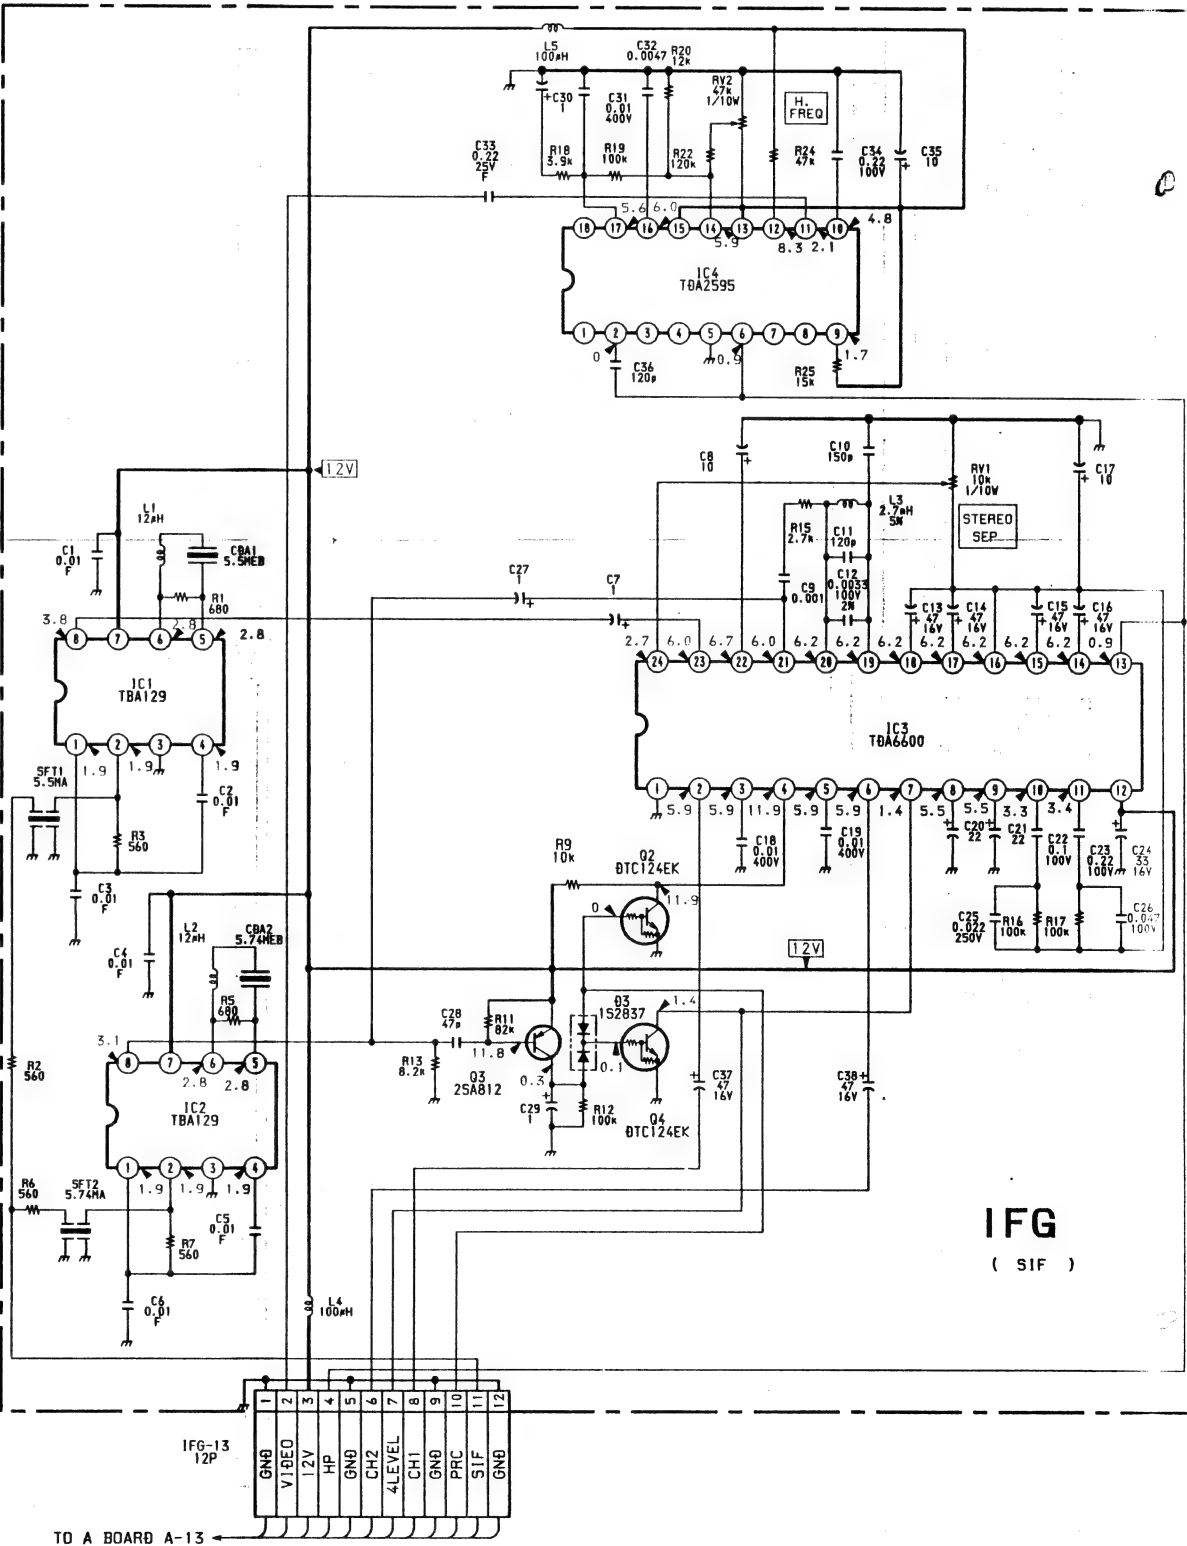 L5
100μH
C32
0.0047
R20
12k
RV2
47k
1/10W
C30
1
C31
0.01
400V
H.
FREQ
C33
0.22
25V
F
R18
3.9k
R19
100k
R22
120k
R24
47k
C34
0.22
100V
C35
10
5.6
6.0
5.9
8.3
2.1
4.8
18 17 16 15 14 13 12 11 10
IC4
TDA2595
1 2 3 4 5 6 7 8 9
0
C36
120p
0.9
R25
15k
1.7
C8
10
C10
150p
RV1
10k
1/10W
C17
10
STEREO
SEP
12V
L1
12μH
C1
0.01
F
CDA1
5.5MEB
R1
680
R15
2.7k
L3
2.7mH
5%
C11
120p
C9
0.001
C12
0.0033
100V
2%
C27
1
C7
1
C13
47
16V
C14
47
16V
C15
47
16V
C16
47
16V
3.8
2.8
2.8
8 7 6 5
IC1
TBA129
1 2 3 4
1.9
1.9
1.9
2.7 6.0 6.7 6.0 6.2 6.2 6.2 6.2 6.2 6.2 6.2 0.9
24 23 22 21 20 19 18 17 16 15 14 13
IC3
TDA6600
1 2 3 4 5 6 7 8 9 10 11 12
5.9 5.9 11.9 5.9 5.9 1.4 5.5 5.5 3.3 3.4
SFT1
5.5MA
C2
0.01
F
R3
560
C3
0.01
F
C18
0.01
400V
C19
0.01
400V
C20
22
C21
22
C22
0.1
100V
C23
0.22
100V
C24
33
16V
R9
10k
Q2
DTC124EK
0
11.9
C25
0.022
250V
R16
100k
R17
100k
C26
0.047
100V
12V
L2
12μH
CDA2
5.74MEB
C4
0.01
F
R5
680
C28
47p
R11
82k
D3
1S2837
1.4
R13
8.2k
11.8
Q3
2SA812
0.3
0.1
C29
1
R12
100k
Q4
DTC124EK
C37
47
16V
C38
47
16V
R2
560
3.1
2.8
2.8
8 7 6 5
IC2
TBA129
1 2 3 4
1.9
1.9
1.9
R6
560
SFT2
5.74MA
R7
560
C5
0.01
F
C6
0.01
F
L4
100μH
IFG
( SIF )
IFG-13
12P
1 2 3 4 5 6 7 8 9 10 11 12
GND
VIDEO
12V
HP
GND
CH2
4LEVEL
CH1
GND
PRC
SIF
GND
TO A BOARD A-13